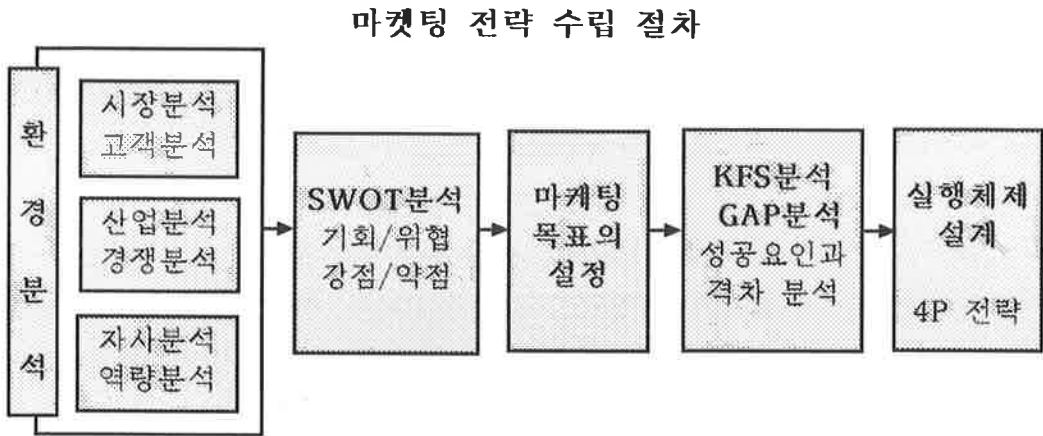 마켓팅 전략 수립 절차
환경분석
시장분석
고객분석
산업분석
경쟁분석
자사분석
역량분석
SWOT분석
기회/위협
강점/약점
마케팅
목표의
설정
KFS분석
GAP분석
성공요인과
격차 분석
실행체제
설계
4P 전략